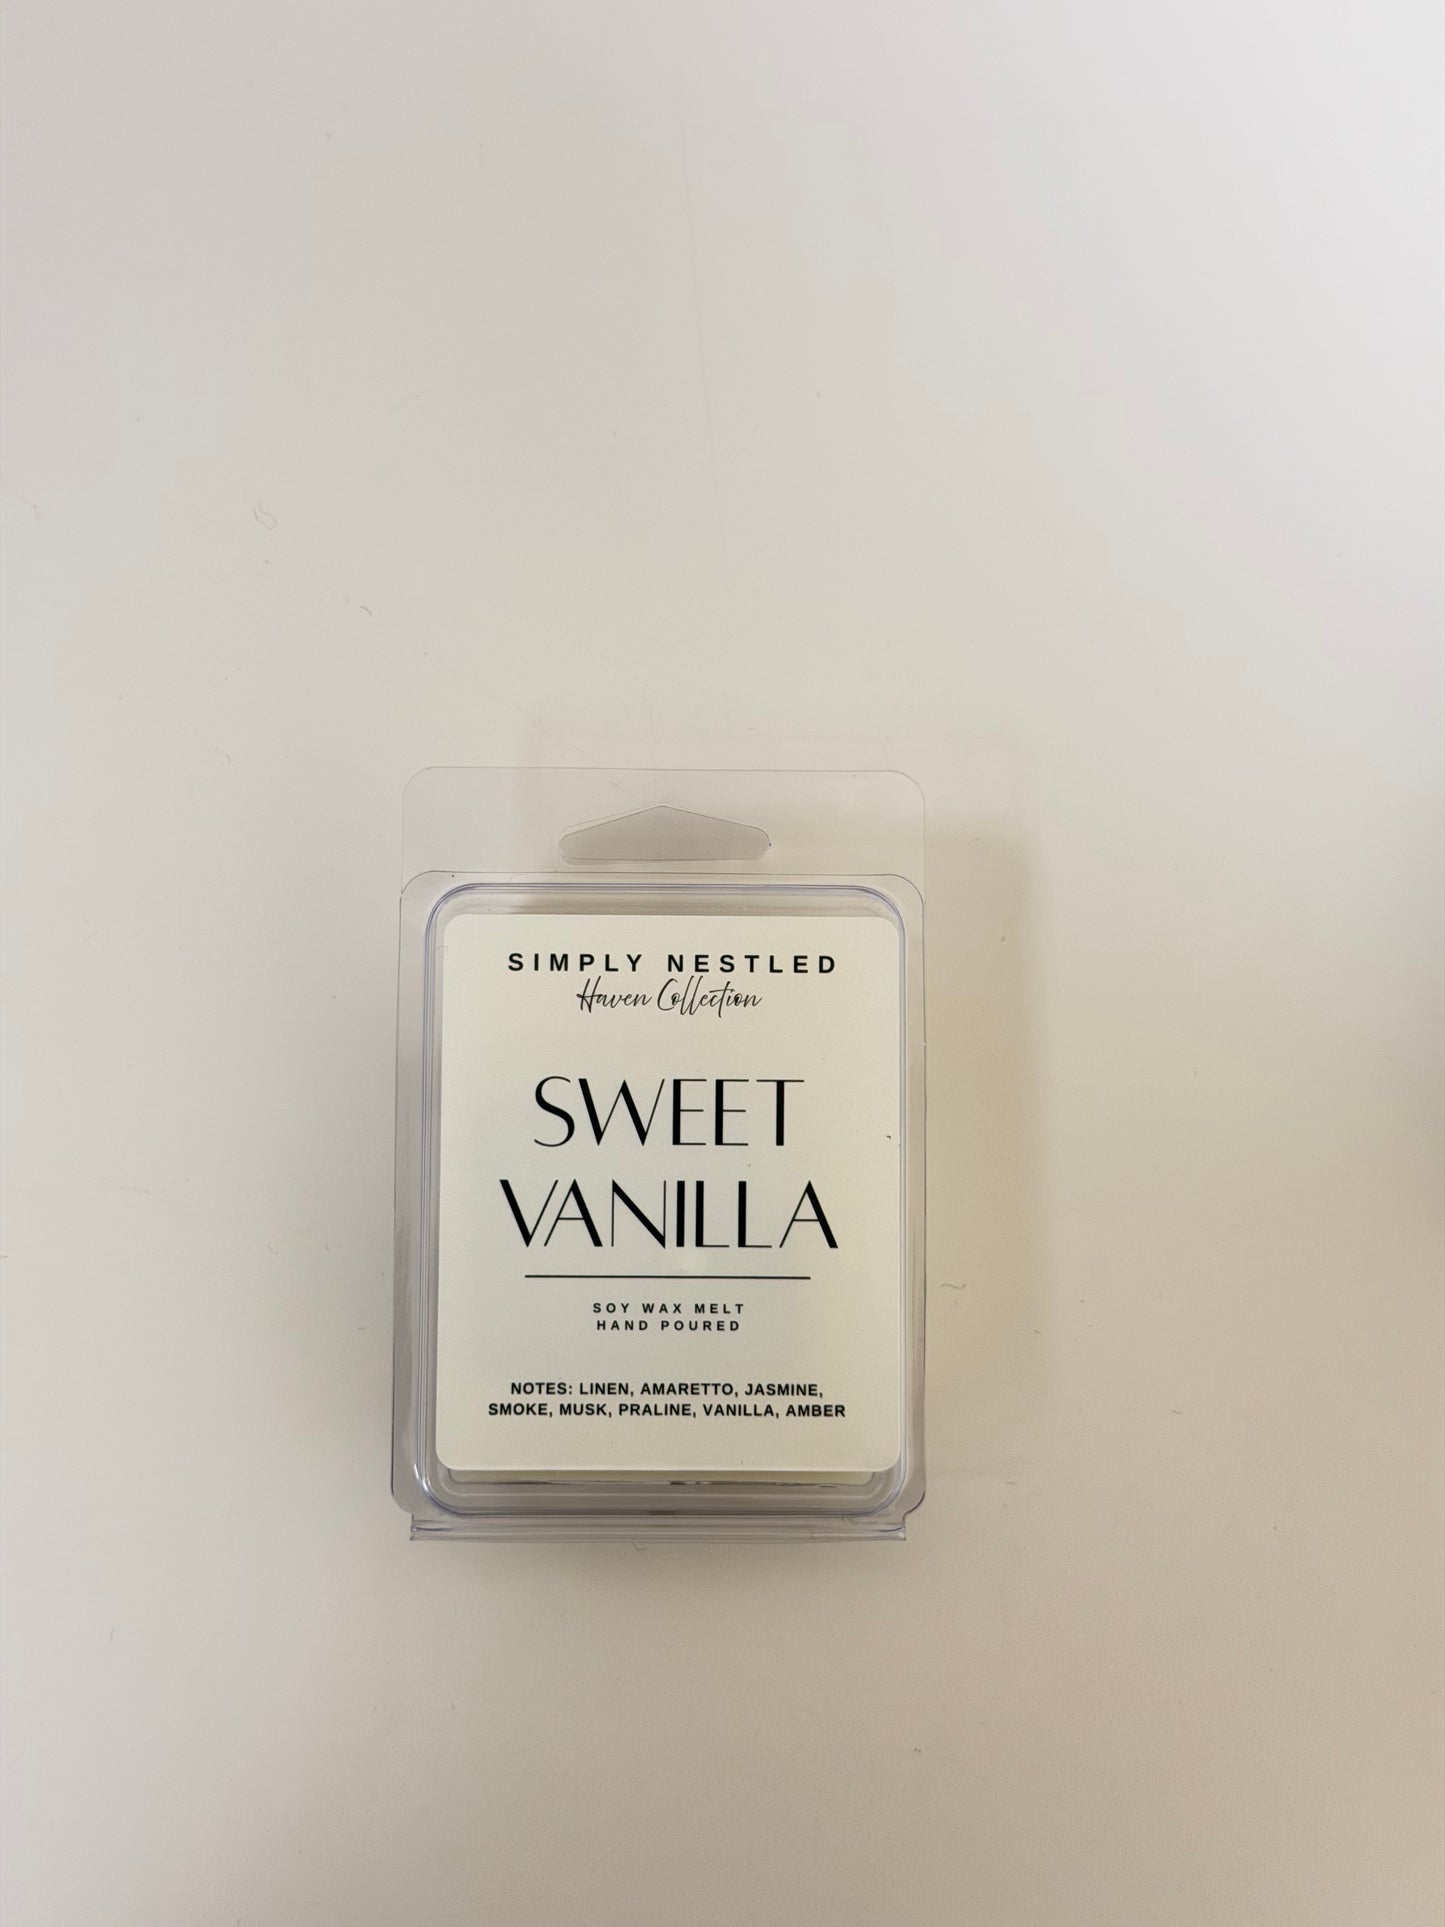 SIMPLY NESTLED
Haven Collection
SWEET
VANILLA
SOY WAX MELT
HAND POURED
NOTES: LINEN, AMARETTO, JASMINE,
SMOKE, MUSK, PRALINE, VANILLA, AMBER